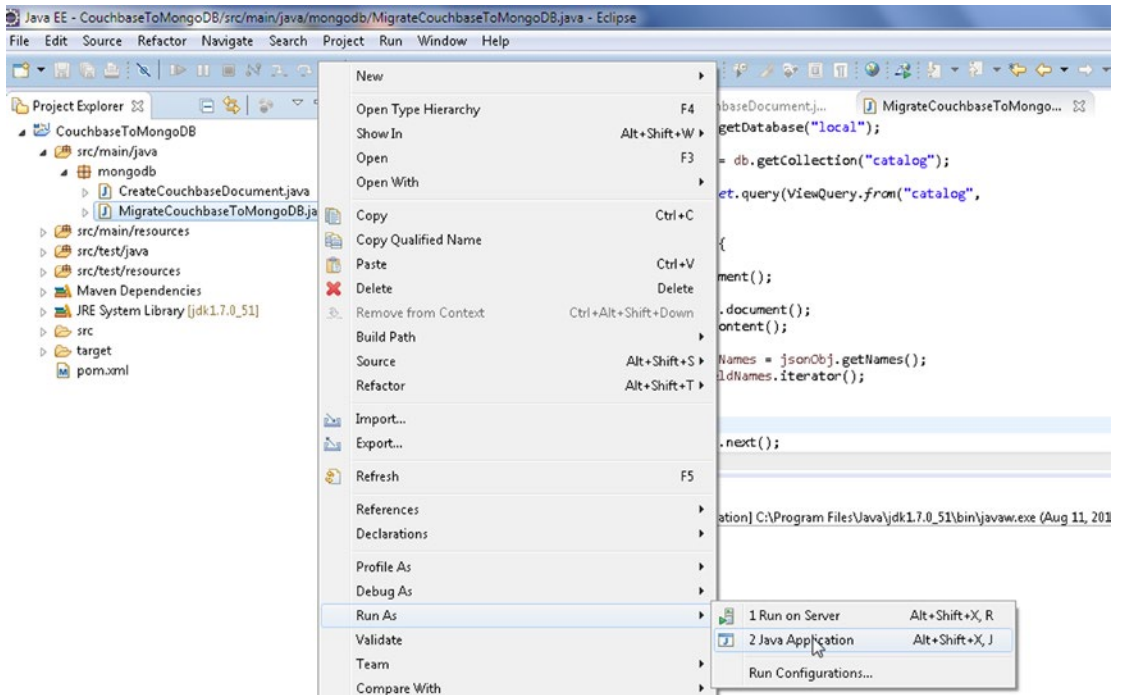 Java EE - CouchbaseToMongoDB/src/main/java/mongodb/MigrateCouchbaseToMongoDB.java - Eclipse
File Edit Source Refactor Navigate Search Project Run Window Help
Project Explorer
CouchbaseToMongoDB
src/main/java
mongodb
CreateCouchbaseDocument.java
MigrateCouchbaseToMongoDB.ja
src/main/resources
src/test/java
src/test/resources
Maven Dependencies
JRE System Library [jdk1.7.0_51]
src
target
pom.xml
New
Open Type Hierarchy F4
Show In Alt+Shift+W
Open F3
Open With
Copy Ctrl+C
Copy Qualified Name
Paste Ctrl+V
Delete Delete
Remove from Context Ctrl+Alt+Shift+Down
Build Path
Source Alt+Shift+S
Refactor Alt+Shift+T
Import...
Export...
Refresh F5
References
Declarations
Profile As
Debug As
Run As
Validate
Team
Compare With
1 Run on Server Alt+Shift+X, R
2 Java Application Alt+Shift+X, J
Run Configurations...
baseDocument.j... MigrateCouchbaseToMongo...
getDatabase("local");
= db.getCollection("catalog");
et.query(ViewQuery.from("catalog",
{
ment();
.document();
ontent();
Names = jsonObj.getNames();
ldNames.iterator();
.next();
ation] C:\Program Files\Java\jdk1.7.0_51\bin\javaw.exe (Aug 11, 201